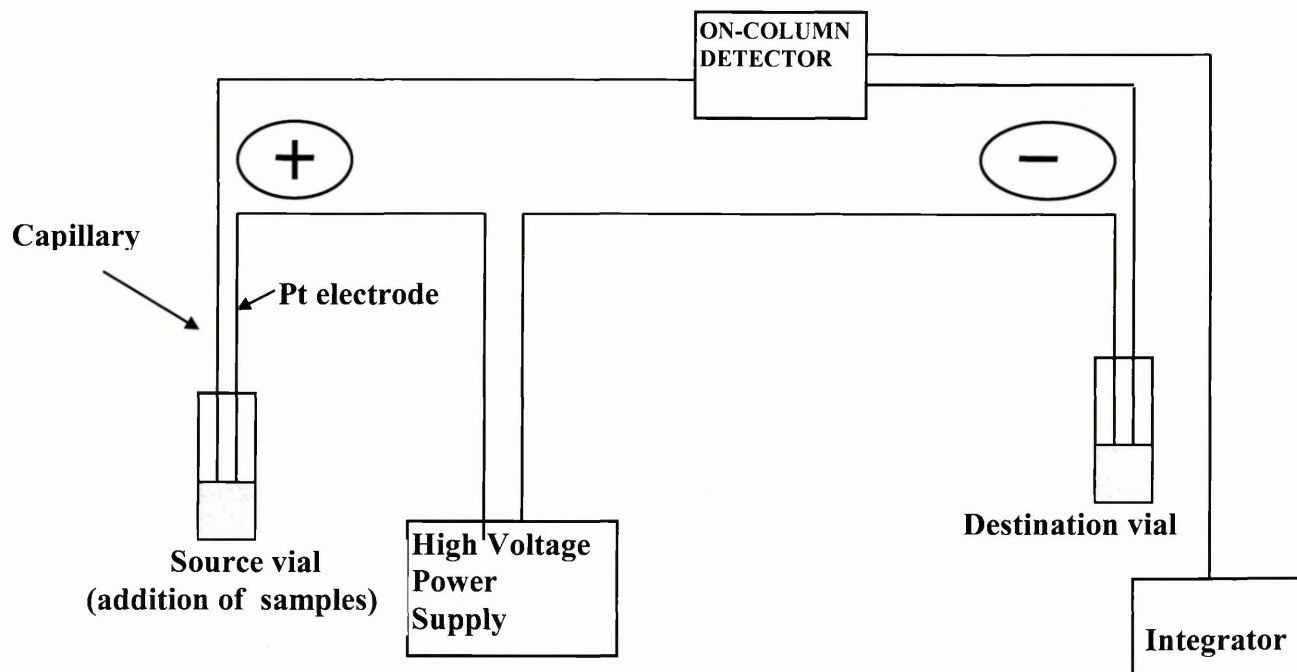 ON-COLUMN
DETECTOR
+
−
Capillary
Pt electrode
Source vial
(addition of samples)
High Voltage
Power
Supply
Destination vial
Integrator